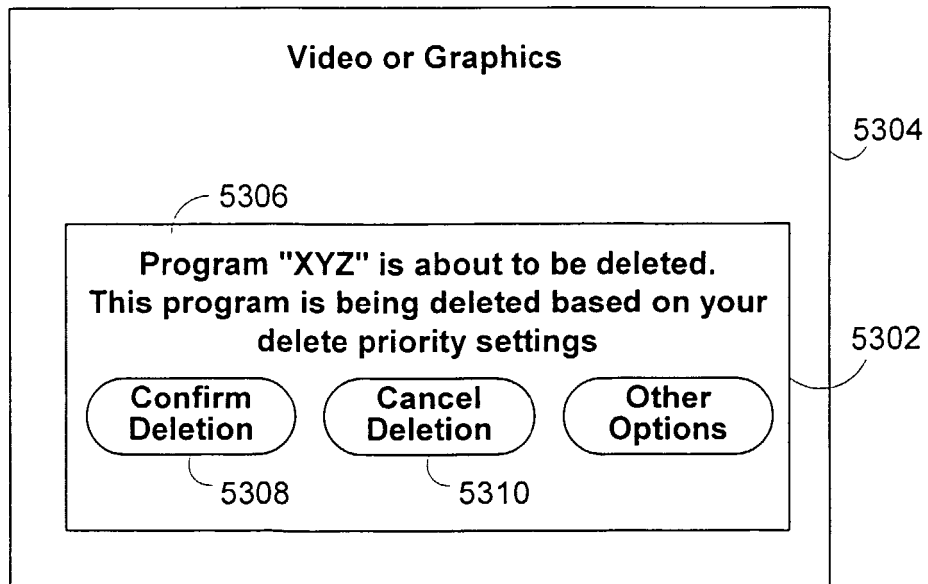 Video or Graphics
5304
5306
Program "XYZ" is about to be deleted.
This program is being deleted based on your
delete priority settings
5302
Confirm
Deletion
Cancel
Deletion
Other
Options
5308
5310